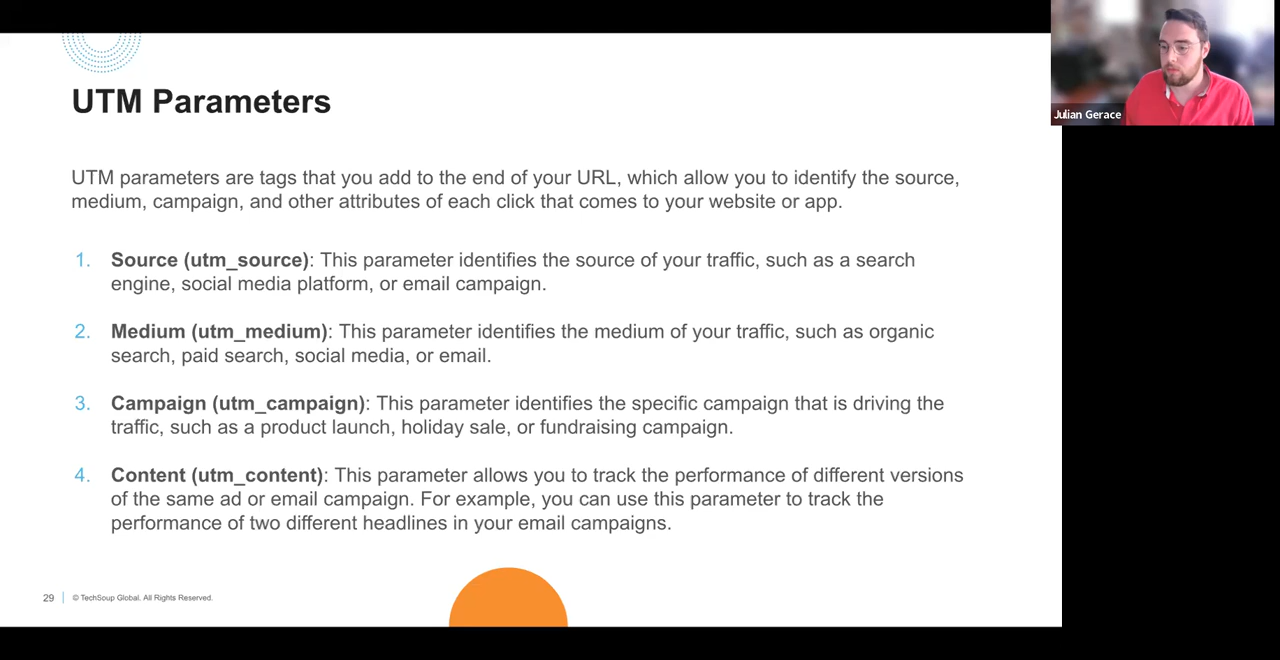 UTM Parameters
Julian Gerace
UTM parameters are tags that you add to the end of your URL, which allow you to identify the source,
medium, campaign, and other attributes of each click that comes to your website or app.
1. Source (utm_source): This parameter identifies the source of your traffic, such as a search
engine, social media platform, or email campaign.
2. Medium (utm_medium): This parameter identifies the medium of your traffic, such as organic
search, paid search, social media, or email.
3. Campaign (utm_campaign): This parameter identifies the specific campaign that is driving the
traffic, such as a product launch, holiday sale, or fundraising campaign.
4. Content (utm_content): This parameter allows you to track the performance of different versions
of the same ad or email campaign. For example, you can use this parameter to track the
performance of two different headlines in your email campaigns.
29 | © TechSoup Global. All Rights Reserved.